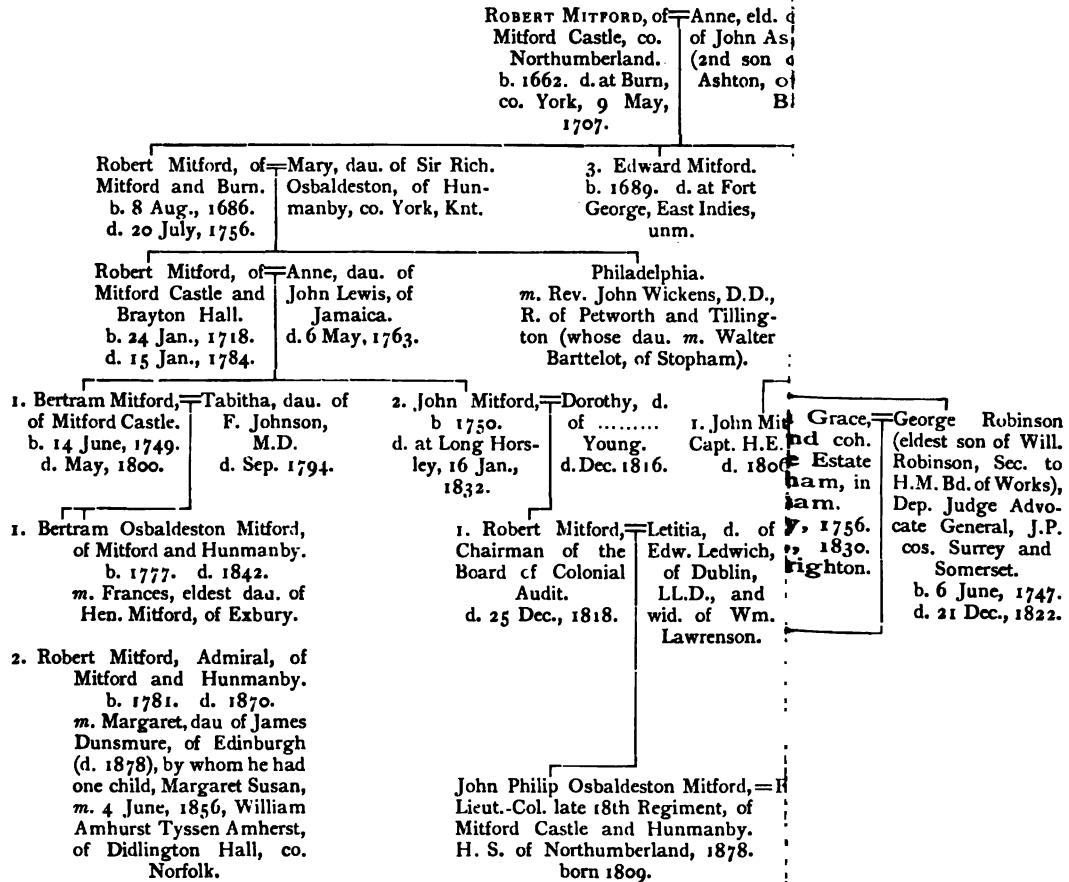 ROBERT MITFORD, of
Mitford Castle, co.
Northumberland.
b. 1662. d. at Burn,
co. York, 9 May,
1707.
Anne, eld.
of John
(2nd son
Ashton,
Robert Mitford, of
Mitford and Burn.
b. 8 Aug., 1686.
d. 20 July, 1756.
Mary, dau. of Sir Rich.
Osbaldeston, of Hun-
manby, co. York, Knt.
3. Edward Mitford.
b. 1689. d. at Fort
George, East Indies,
unm.
Robert Mitford, of
Mitford Castle and
Brayton Hall.
b. 24 Jan., 1718.
d. 15 Jan., 1784.
Anne, dau. of
John Lewis, of
Jamaica.
d. 6 May, 1763.
Philadelphia.
m. Rev. John Wickens, D.D.,
R. of Petworth and Tilling-
ton (whose dau. m. Walter
Barttelot, of Stopham).
1. Bertram Mitford,
of Mitford Castle.
b. 14 June, 1749.
d. May, 1800.
Tabitha, dau. of
F. Johnson,
M.D.
d. Sep. 1794.
2. John Mitford,
b 1750.
d. at Long Hors-
ley, 16 Jan.,
1832.
Dorothy, d.
of .........
Young.
d. Dec. 1816.
1. John
Capt. H.E.
d.
Grace,
coh.
Estate
in
1756.
1830.
George Robinson
(eldest son of Will.
Robinson, Sec. to
H.M. Bd. of Works),
Dep. Judge Advo-
cate General, J.P.
cos. Surrey and
Somerset.
b. 6 June, 1747.
d. 21 Dec., 1822.
1. Bertram Osbaldeston Mitford,
of Mitford and Hunmanby.
b. 1777. d. 1842.
m. Frances, eldest dau. of
Hen. Mitford, of Exbury.
1. Robert Mitford,
Chairman of the
Board of Colonial
Audit.
d. 25 Dec., 1818.
Letitia, d. of
Edw. Ledwich,
of Dublin,
LL.D., and
wid. of Wm.
Lawrenson.
2. Robert Mitford, Admiral, of
Mitford and Hunmanby.
b. 1781. d. 1870.
m. Margaret, dau of James
Dunsmure, of Edinburgh
(d. 1878), by whom he had
one child, Margaret Susan,
m. 4 June, 1856, William
Amhurst Tyssen Amherst,
of Didlington Hall, co.
Norfolk.
John Philip Osbaldeston Mitford, =
Lieut.-Col. late 18th Regiment, of
Mitford Castle and Hunmanby.
H. S. of Northumberland, 1878.
born 1809.